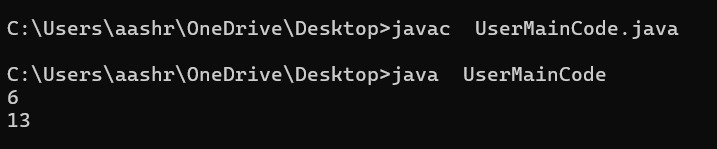 C:\Users\aashr\OneDrive\Desktop>javac  UserMainCode.java
C:\Users\aashr\OneDrive\Desktop>java  UserMainCode
6
13